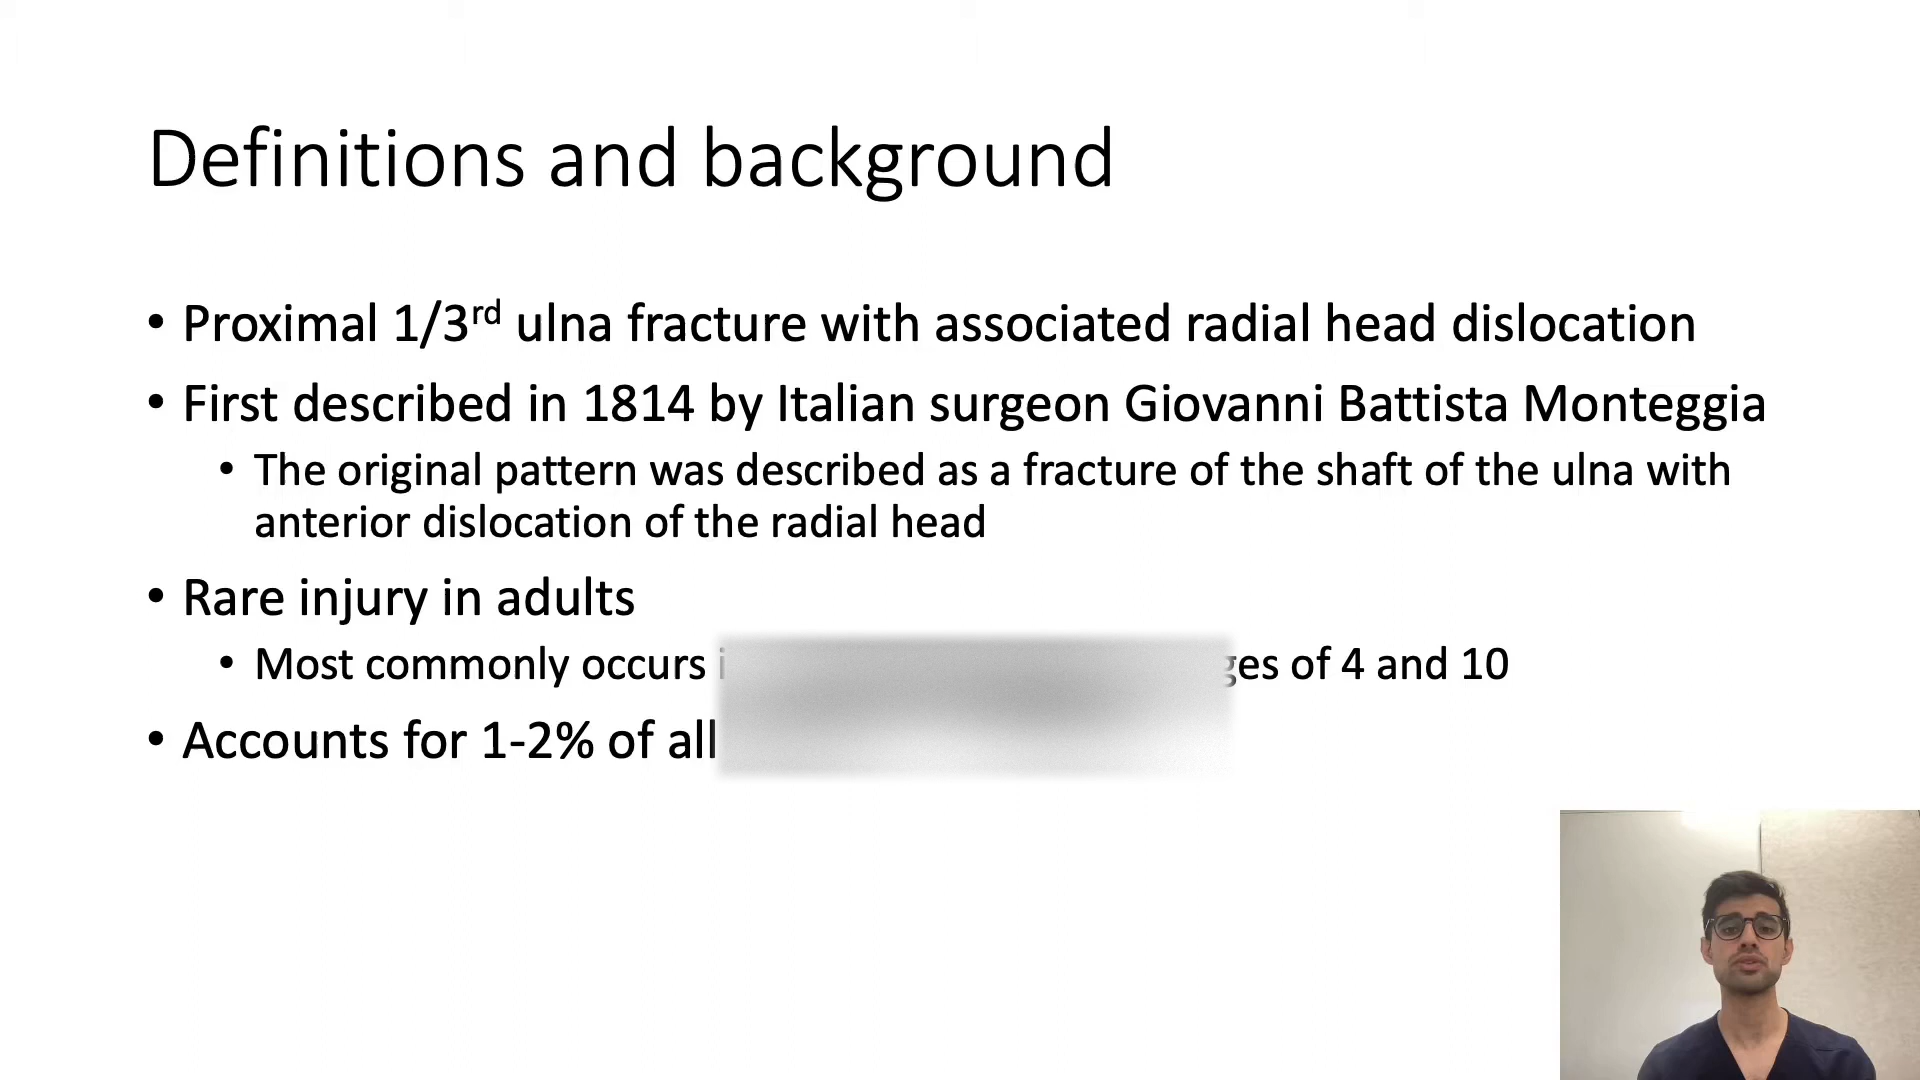 Definitions and background
• Proximal 1/3rd ulna fracture with associated radial head dislocation
• First described in 1814 by Italian surgeon Giovanni Battista Monteggia
• The original pattern was described as a fracture of the shaft of the ulna with
anterior dislocation of the radial head
• Rare injury in adults
• Most commonly occurs of 4 and 10
• Accounts for 1-2% of all